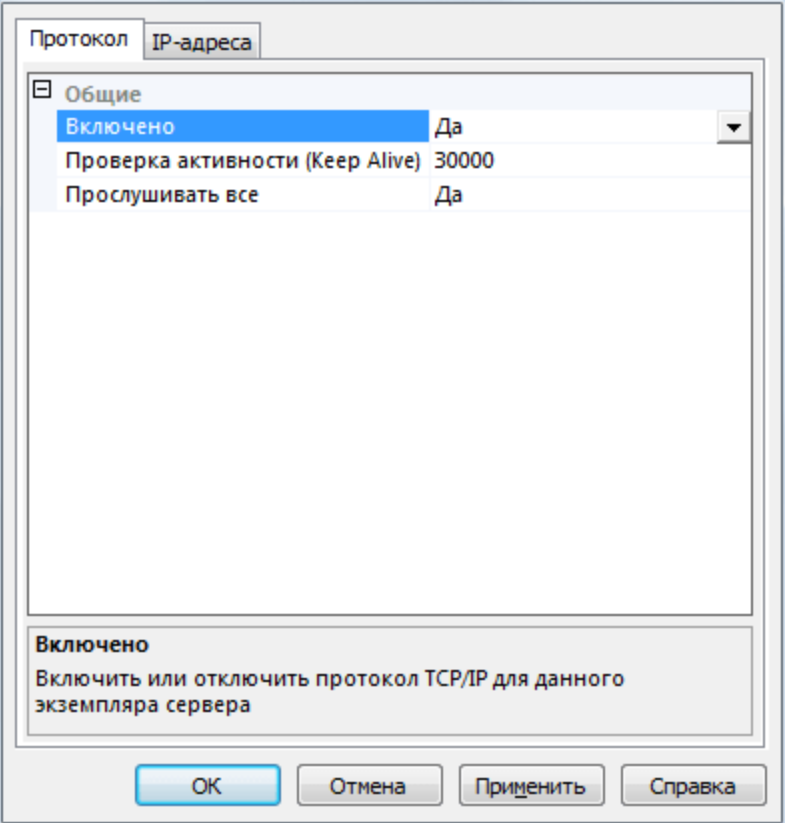 Протокол IP-адреса
Общие
Включено Да
Проверка активности (Keep Alive) 30000
Прослушивать все Да
Включено
Включить или отключить протокол TCP/IP для данного
экземпляра сервера
ОК Отмена Применить Справка